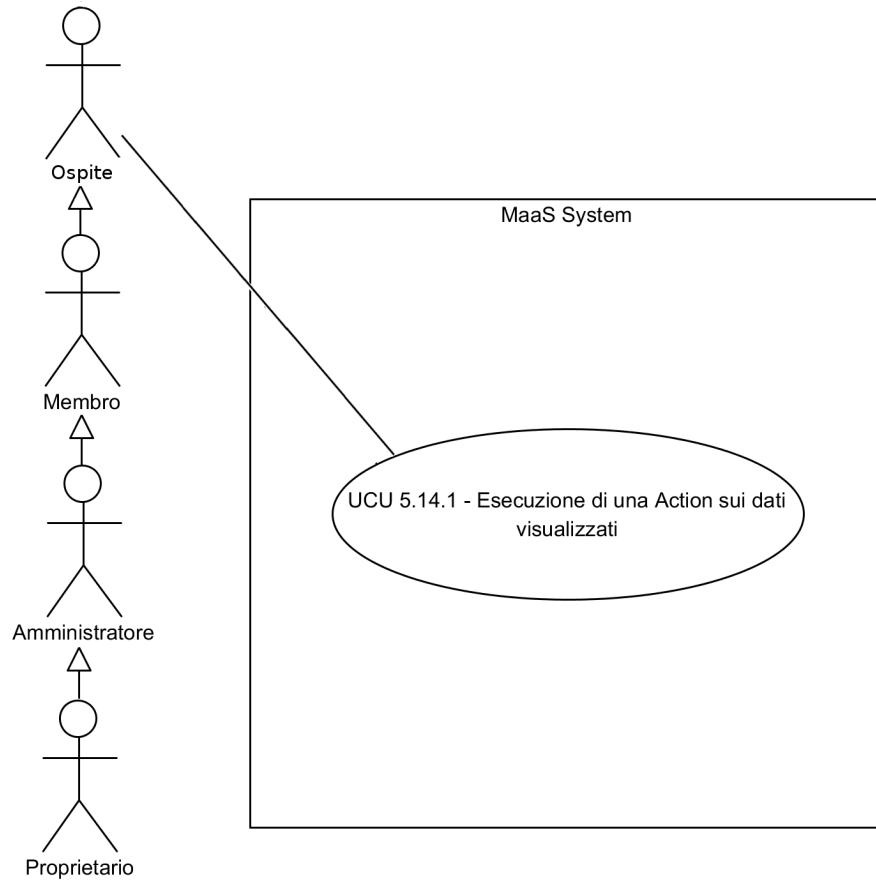 Ospite
MaaS System
Membro
UCU 5.14.1 - Esecuzione di una Action sui dati
visualizzati
Amministratore
Proprietario